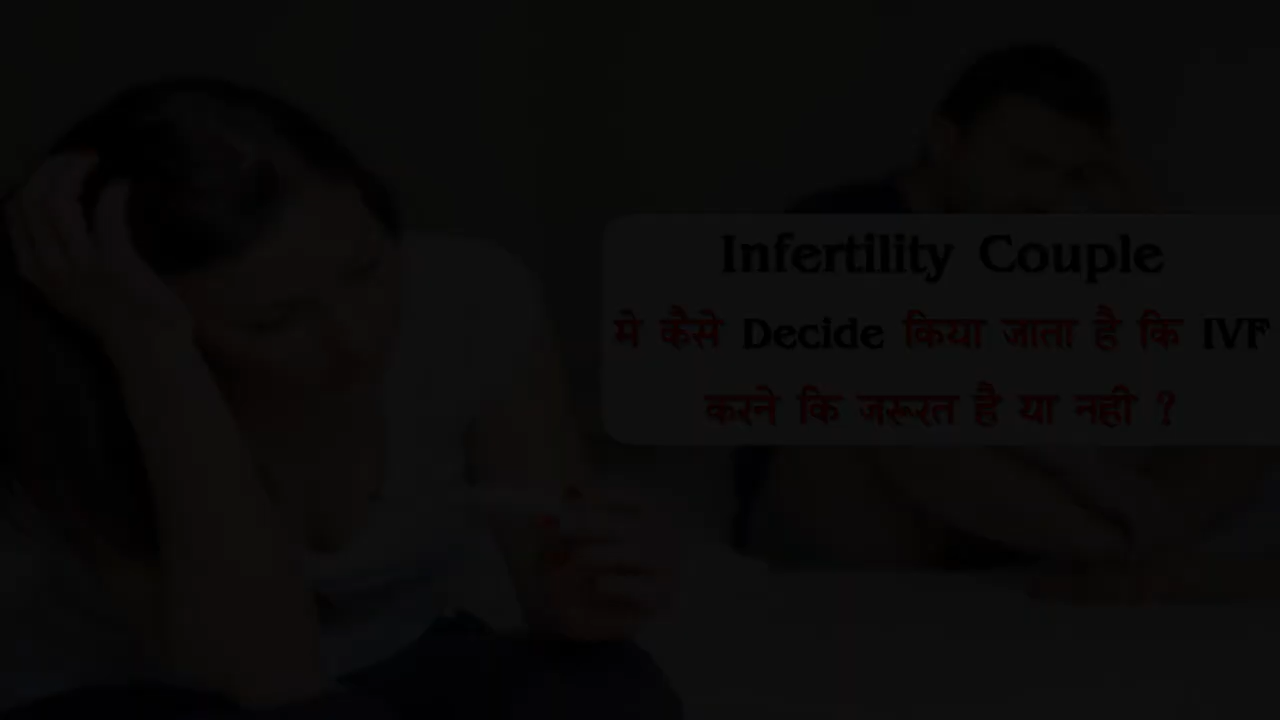 Infertility Couple
मे कैसे Decide किया जाता है कि IVF
करने कि जरूरत है या नही ?